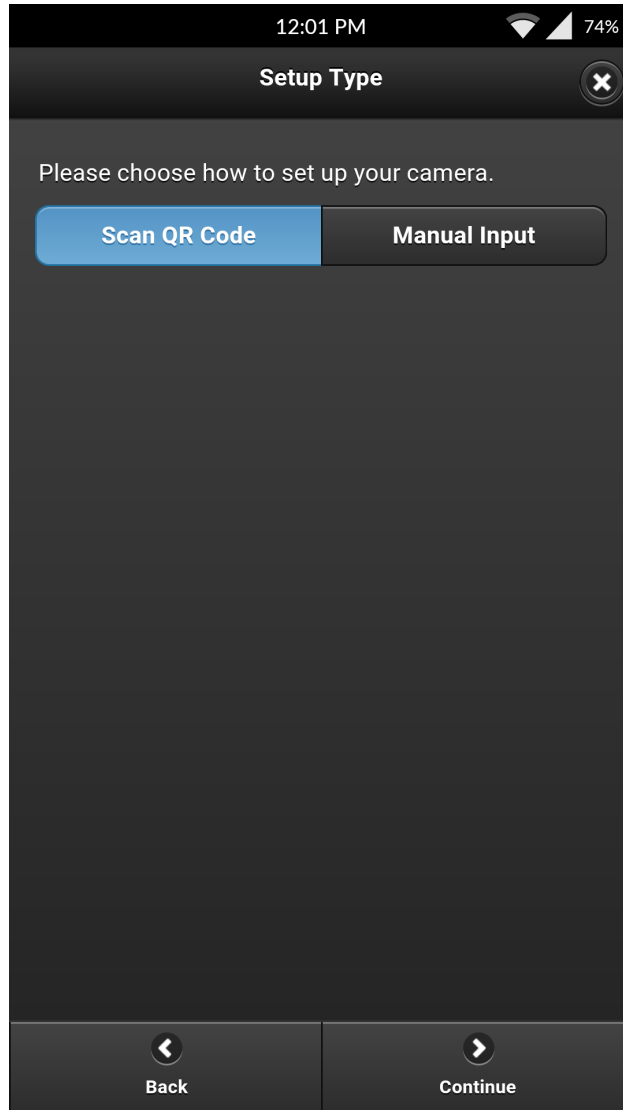 12:01 PM 74%
Setup Type
Please choose how to set up your camera.
Scan QR Code Manual Input
Back Continue